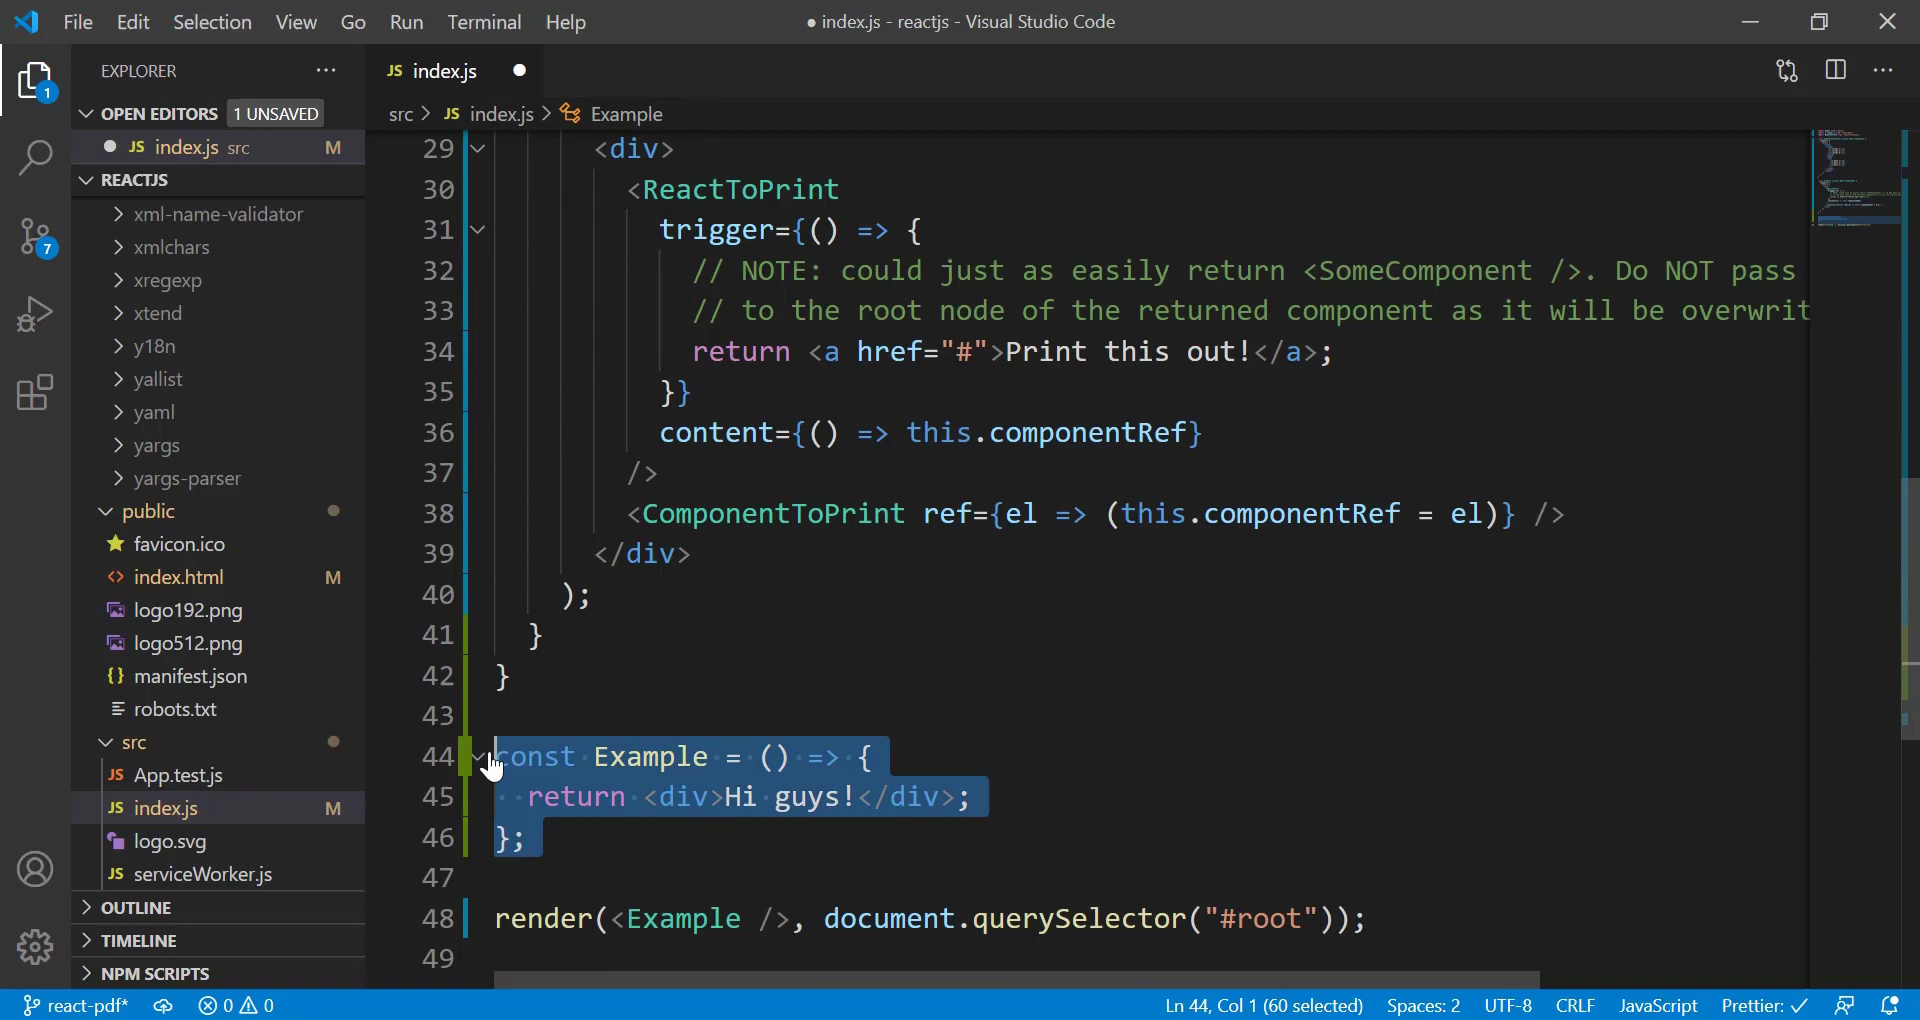 File Edit Selection View Go Run Terminal Help
● index.js - reactjs - Visual Studio Code
EXPLORER
OPEN EDITORS 1 UNSAVED
JS index.js src M
REACTJS
xml-name-validator
xmlchars
xregexp
xtend
y18n
yallist
yaml
yargs
yargs-parser
public
favicon.ico
index.html M
logo192.png
logo512.png
manifest.json
robots.txt
src
JS App.test.js
JS index.js M
logo.svg
JS serviceWorker.js
OUTLINE
TIMELINE
NPM SCRIPTS
1
7
JS index.js
src > JS index.js > Example
29 <div>
30 <ReactToPrint
31 trigger={() => {
32 // NOTE: could just as easily return <SomeComponent />. Do NOT pass
33 // to the root node of the returned component as it will be overwrit
34 return <a href="#">Print this out!</a>;
35 }}
36 content={() => this.componentRef}
37 />
38 <ComponentToPrint ref={el => (this.componentRef = el)} />
39 </div>
40 );
41 }
42 }
43
44 const Example = () => {
45 return <div>Hi guys!</div>;
46 };
47
48 render(<Example />, document.querySelector("#root"));
49
react-pdf* 0 0 Ln 44, Col 1 (60 selected) Spaces: 2 UTF-8 CRLF JavaScript Prettier: ✓